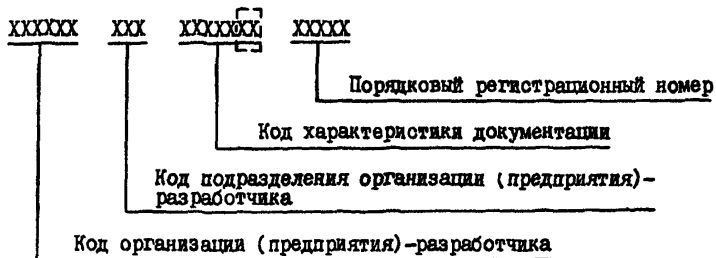 XXXXXX XXX XXXXXXX XXXXX
Порядковый регистрационный номер
Код характеристики документации
Код подразделения организации (предприятия)-
разработчика
Код организации (предприятия)-разработчика